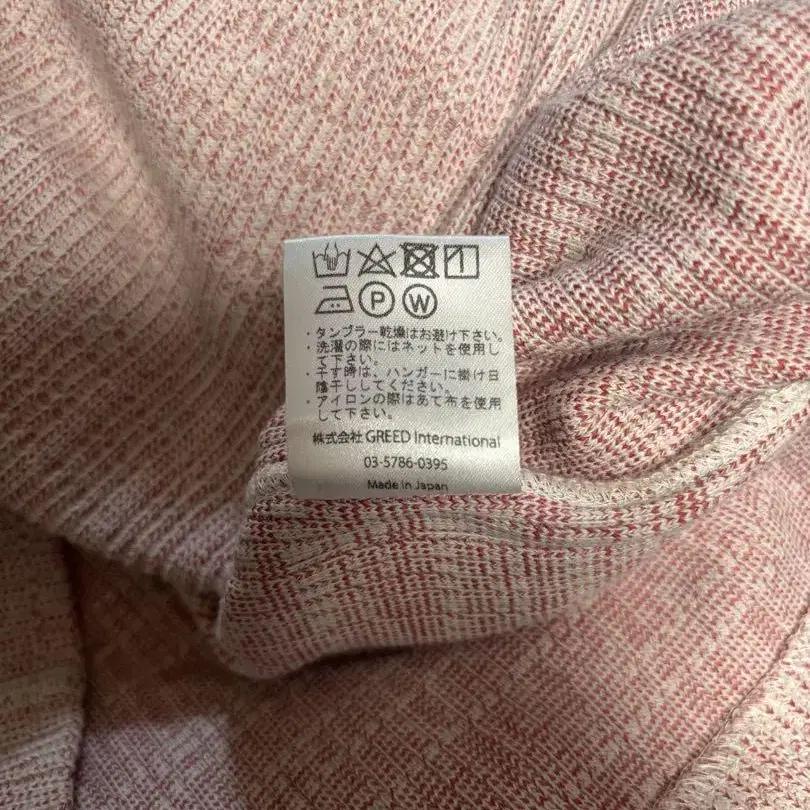 P W
・タンブラー乾燥はお避け下さい。
・洗濯の際にはネットを使用し
て下さい。
・干す時は、ハンガーに掛け日
陰干ししてください。
・アイロンの際はあて布を使用
して下さい。
株式会社 GREED International
03-5786-0395
Made in Japan